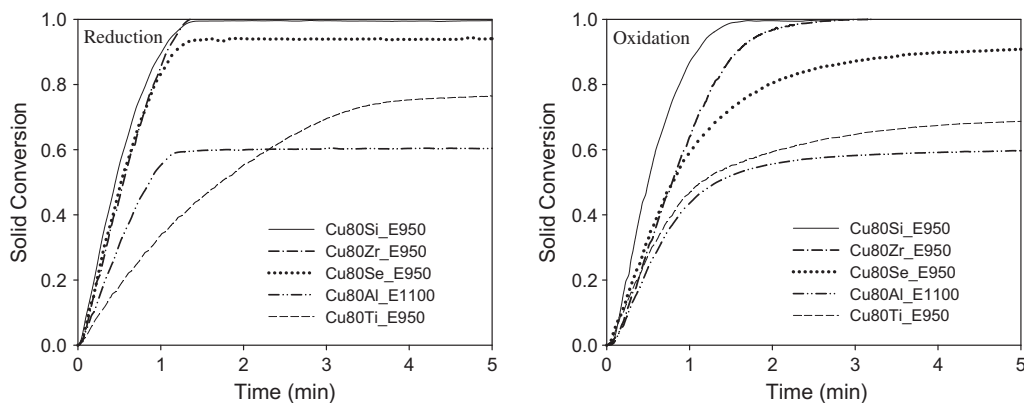 Reduction
Solid Conversion
1.0
0.8
0.6
0.4
0.2
0.0
Cu80Si_E950
Cu80Zr_E950
Cu80Se_E950
Cu80Al_E1100
Cu80Ti_E950
0 1 2 3 4 5
Time (min)
Oxidation
Solid Conversion
1.0
0.8
0.6
0.4
0.2
0.0
Cu80Si_E950
Cu80Zr_E950
Cu80Se_E950
Cu80Al_E1100
Cu80Ti_E950
0 1 2 3 4 5
Time (min)